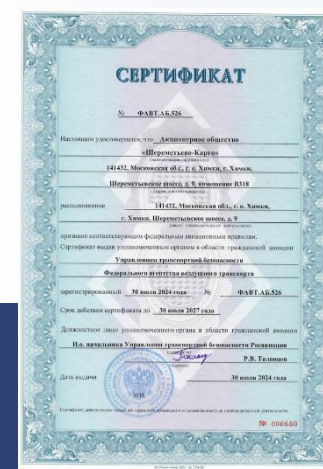 СЕРТИФИКАТ
№ ФАВТ.АБ.526
Настоящим удостоверяется, что Акционерное общество
«Шереметьево-Карго»
141432, Московская обл., г. о. Химки, г. Химки,
Шереметьевское шоссе, д. 9, помещение В318
расположенное 141432, Московская обл., г. о. Химки,
г. Химки, Шереметьевское шоссе, д. 9
признано соответствующим федеральным авиационным правилам.
Сертификат выдан уполномоченным органом в области гражданской авиации
Управлением транспортной безопасности
Федерального агентства воздушного транспорта
зарегистрированный 30 июля 2024 года № ФАВТ.АБ.526
Срок действия сертификата до 30 июля 2027 года
Должностное лицо уполномоченного органа в области гражданской авиации
И.о. начальника Управления транспортной безопасности Росавиации
Р.В.
Дата выдачи 30 июля 2024 года
М.П.
№ 000660